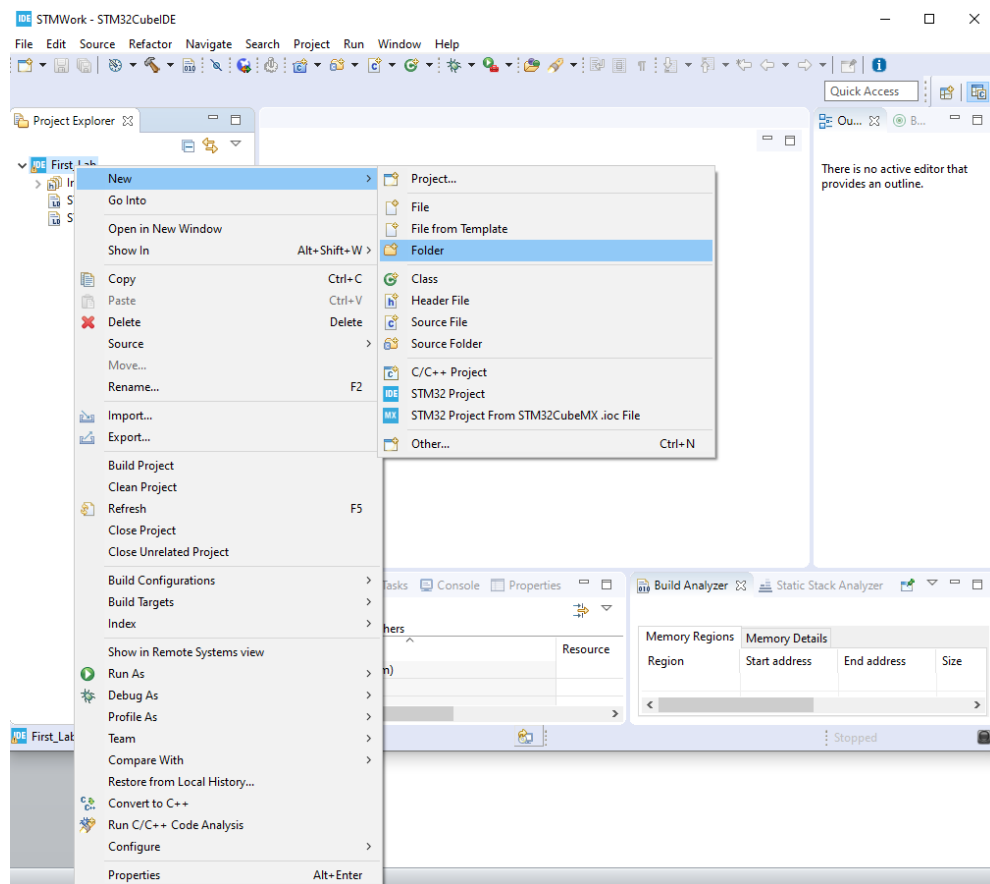 STMWork - STM32CubeIDE
File Edit Source Refactor Navigate Search Project Run Window Help
Quick Access
Project Explorer
Ou...
B...
First_Lab
There is no active editor that
provides an outline.
New
Go Into
Open in New Window
Show In Alt+Shift+W >
Copy Ctrl+C
Paste Ctrl+V
Delete Delete
Source
Move...
Rename... F2
Import...
Export...
Build Project
Clean Project
Refresh F5
Close Project
Close Unrelated Project
Build Configurations
Build Targets
Index
Show in Remote Systems view
Run As
Debug As
Profile As
Team
Compare With
Restore from Local History...
Convert to C++
Run C/C++ Code Analysis
Configure
Properties Alt+Enter
Project...
File
File from Template
Folder
Class
Header File
Source File
Source Folder
C/C++ Project
STM32 Project
STM32 Project From STM32CubeMX .ioc File
Other... Ctrl+N
Tasks Console Properties
Resource
Build Analyzer Static Stack Analyzer
Memory Regions Memory Details
Region Start address End address Size
First_Lab
Stopped